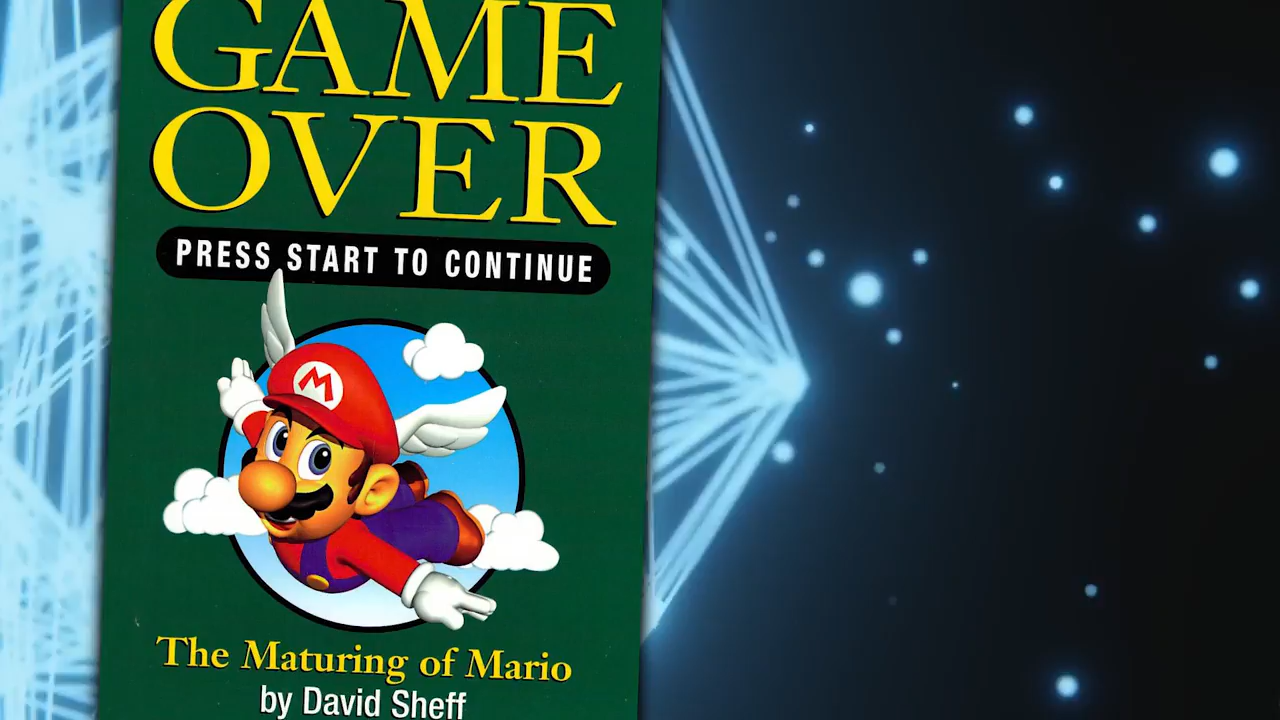 GAME
OVER
PRESS START TO CONTINUE
M
The Maturing of Mario
by David Sheff